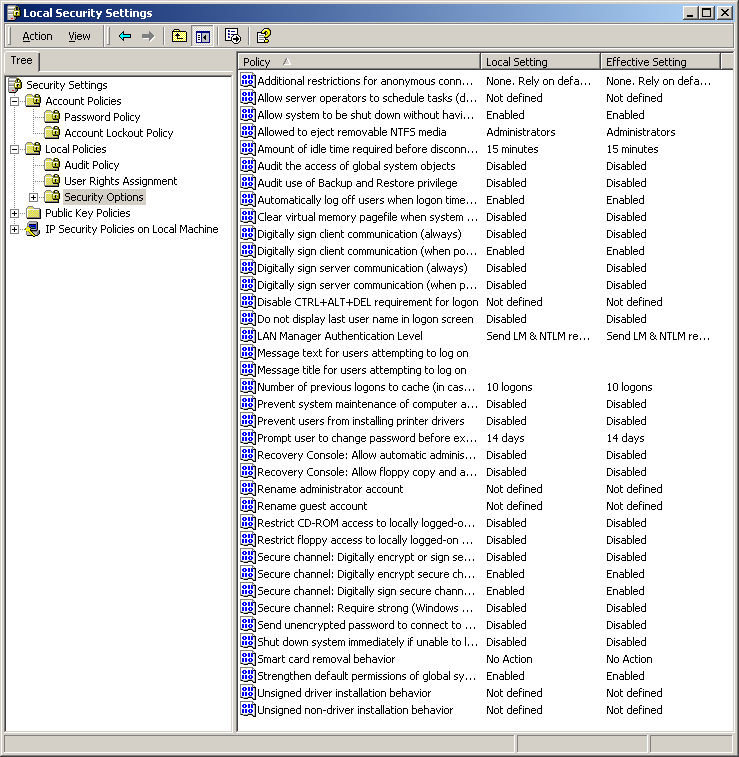 Local Security Settings
Action View
Tree
Security Settings
Account Policies
Password Policy
Account Lockout Policy
Local Policies
Audit Policy
User Rights Assignment
Security Options
Public Key Policies
IP Security Policies on Local Machine
Policy Local Setting Effective Setting
Additional restrictions for anonymous conn... None. Rely on defa... None. Rely on defa...
Allow server operators to schedule tasks (d... Not defined Not defined
Allow system to be shut down without havi... Enabled Enabled
Allowed to eject removable NTFS media Administrators Administrators
Amount of idle time required before disconn... 15 minutes 15 minutes
Audit the access of global system objects Disabled Disabled
Audit use of Backup and Restore privilege Disabled Disabled
Automatically log off users when logon time... Enabled Enabled
Clear virtual memory pagefile when system ... Disabled Disabled
Digitally sign client communication (always) Disabled Disabled
Digitally sign client communication (when po... Enabled Enabled
Digitally sign server communication (always) Disabled Disabled
Digitally sign server communication (when p... Disabled Disabled
Disable CTRL+ALT+DEL requirement for logon Not defined Not defined
Do not display last user name in logon screen Disabled Disabled
LAN Manager Authentication Level Send LM & NTLM re... Send LM & NTLM re...
Message text for users attempting to log on
Message title for users attempting to log on
Number of previous logons to cache (in cas... 10 logons 10 logons
Prevent system maintenance of computer a... Disabled Disabled
Prevent users from installing printer drivers Disabled Disabled
Prompt user to change password before ex... 14 days 14 days
Recovery Console: Allow automatic adminis... Disabled Disabled
Recovery Console: Allow floppy copy and a... Disabled Disabled
Rename administrator account Not defined Not defined
Rename guest account Not defined Not defined
Restrict CD-ROM access to locally logged-o... Disabled Disabled
Restrict floppy access to locally logged-on ... Disabled Disabled
Secure channel: Digitally encrypt or sign se... Disabled Disabled
Secure channel: Digitally encrypt secure ch... Enabled Enabled
Secure channel: Digitally sign secure chann... Enabled Enabled
Secure channel: Require strong (Windows ... Disabled Disabled
Send unencrypted password to connect to ... Disabled Disabled
Shut down system immediately if unable to l... Disabled Disabled
Smart card removal behavior No Action No Action
Strengthen default permissions of global sy... Enabled Enabled
Unsigned driver installation behavior Not defined Not defined
Unsigned non-driver installation behavior Not defined Not defined